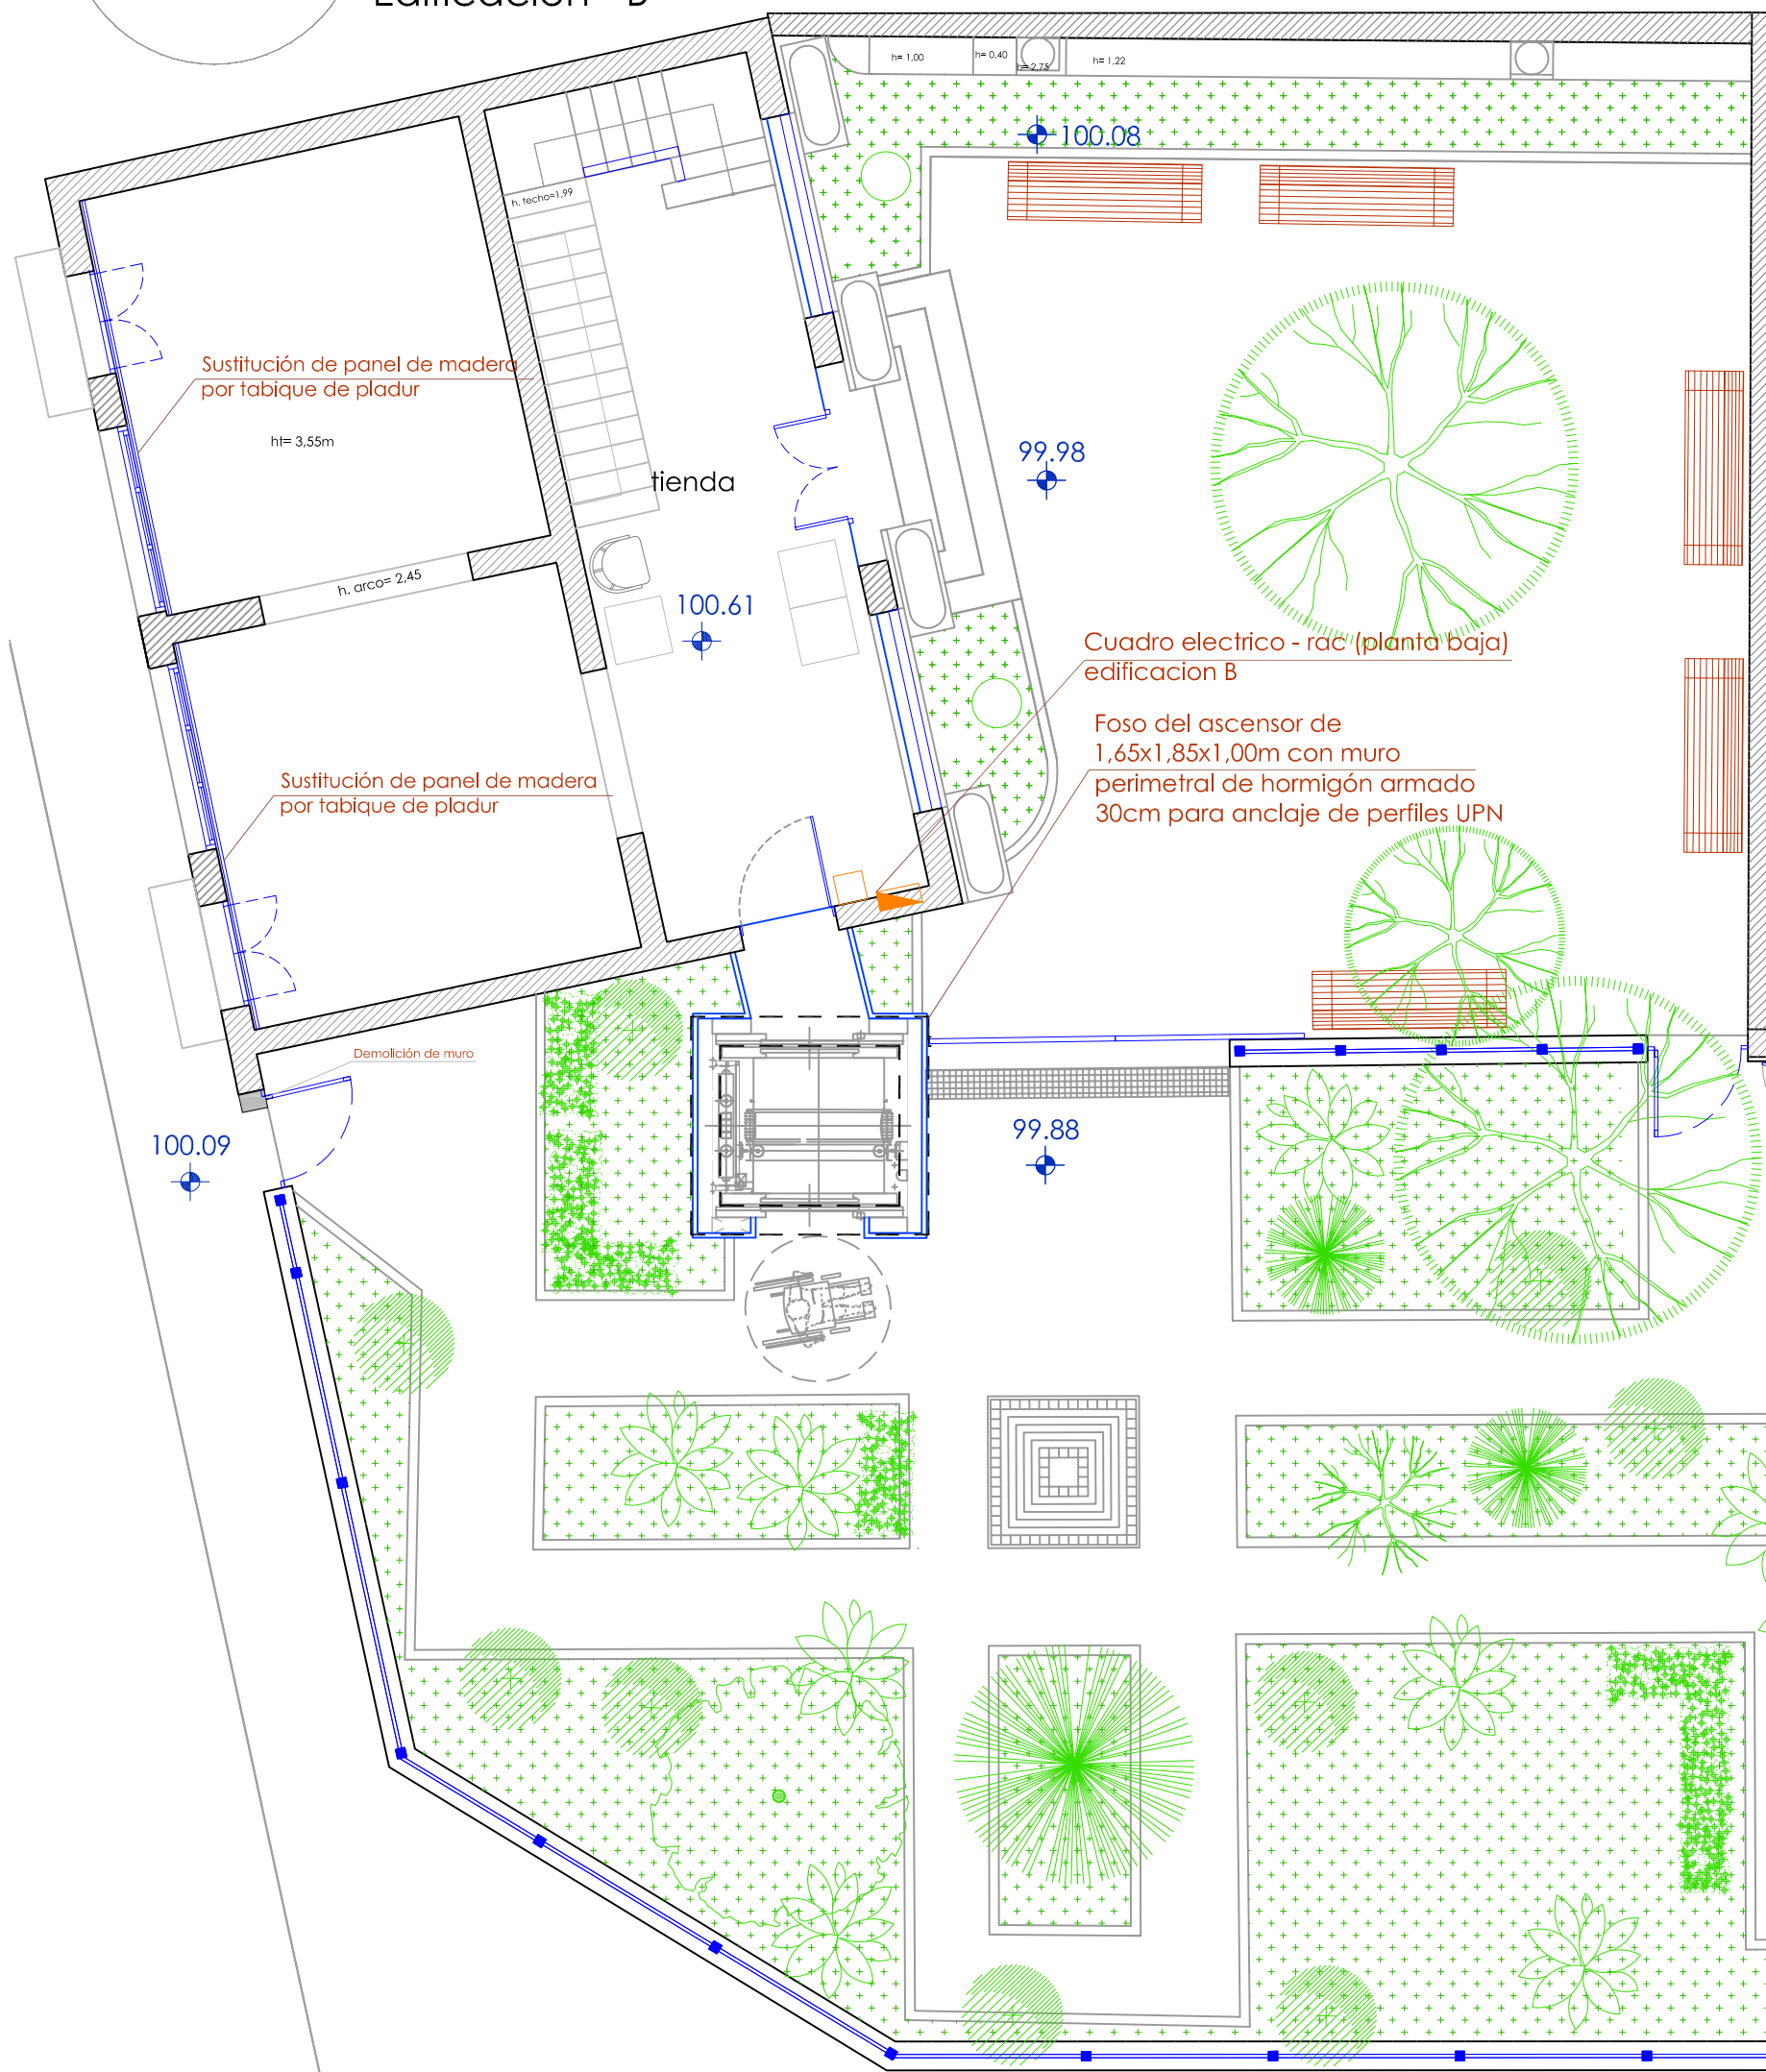 Edificación - B
h= 1,00
h= 0,40
h= 2,75
h= 1,22
100.08
h. techo=1,99
Sustitución de panel de madera
por tabique de pladur
ht= 3,55m
tienda
99.98
h. arco= 2,45
100.61
Cuadro electrico - rac (planta baja)
edificacion B
Foso del ascensor de
1,65x1,85x1,00m con muro
perimetral de hormigón armado
30cm para anclaje de perfiles UPN
Sustitución de panel de madera
por tabique de pladur
Demolición de muro
100.09
99.88